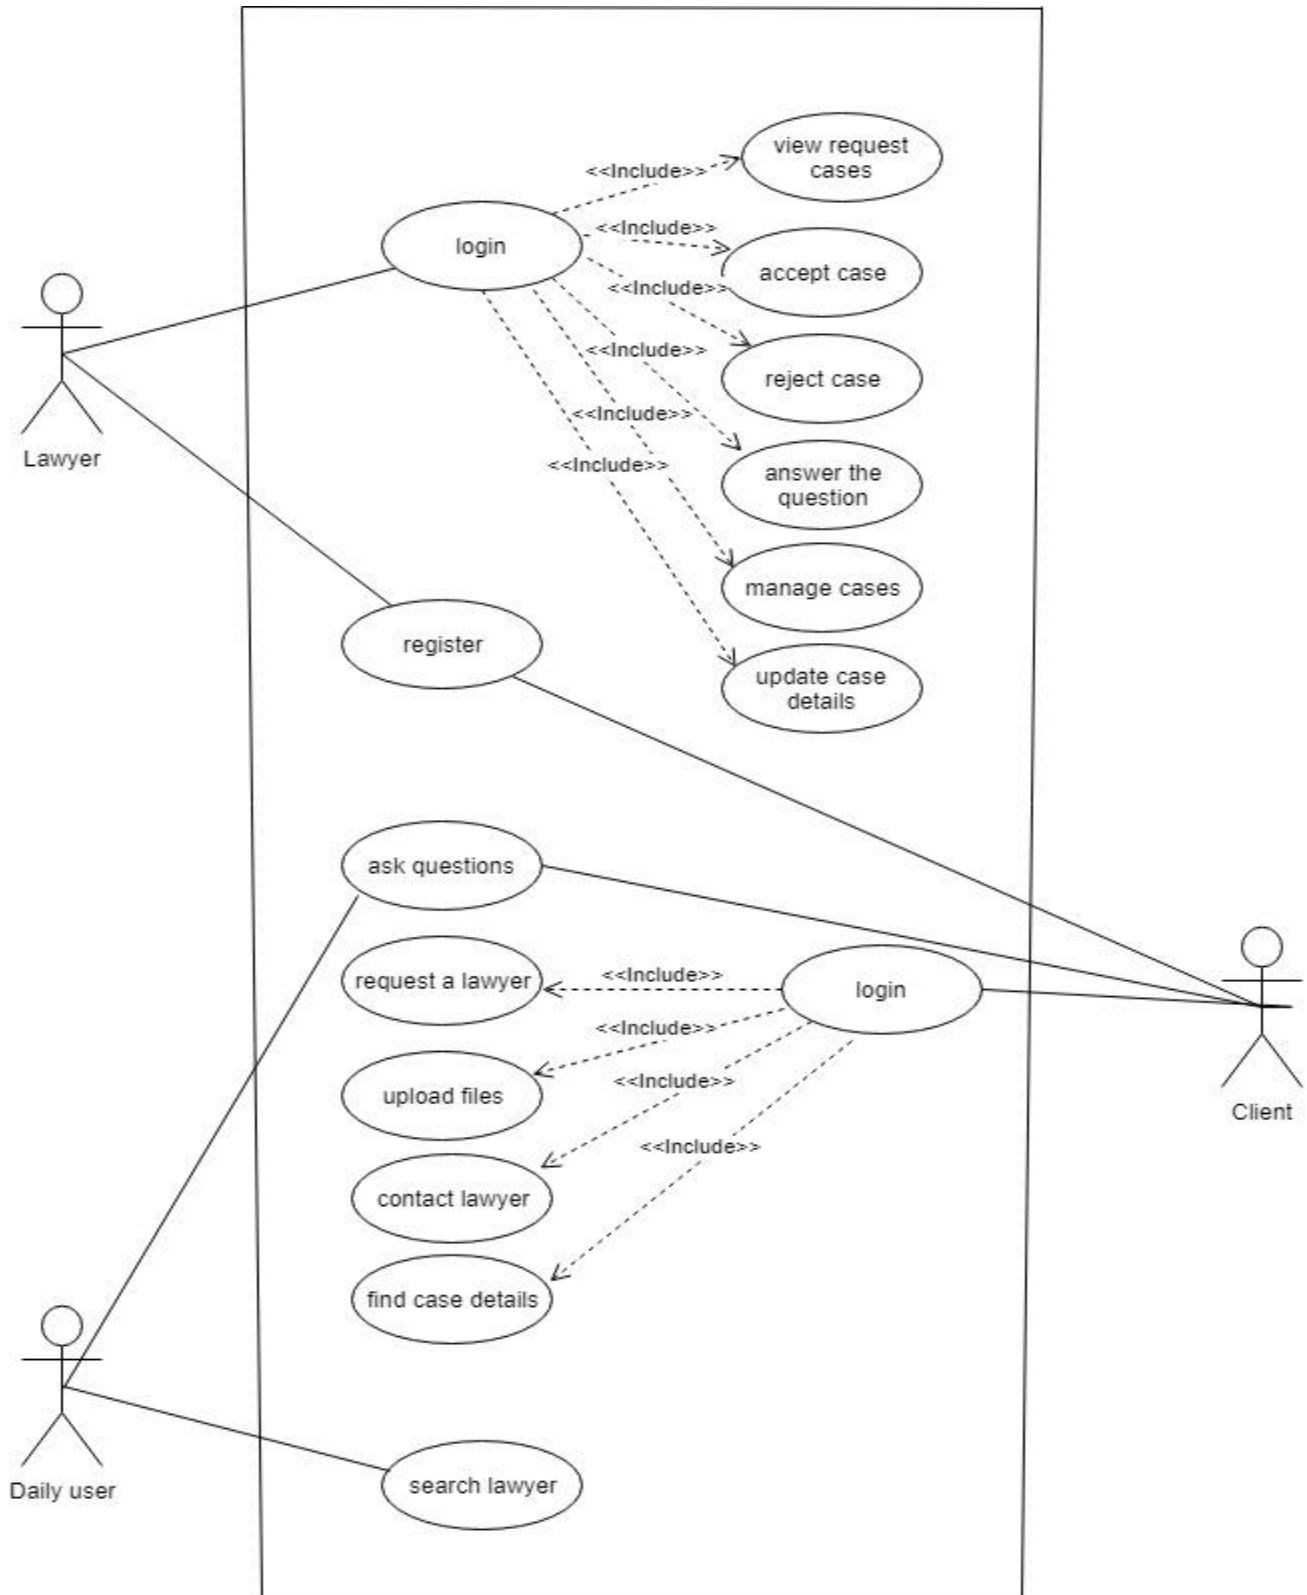 view request
cases
<<Include>>
<<Include>>
login
accept case
<<Include>>
<<Include>>
reject case
<<Include>>
Lawyer
<<Include>>
answer the
question
manage cases
register
update case
details
ask questions
request a lawyer
<<Include>>
login
<<Include>>
upload files
<<Include>>
Client
<<Include>>
contact lawyer
find case details
Daily user
search lawyer